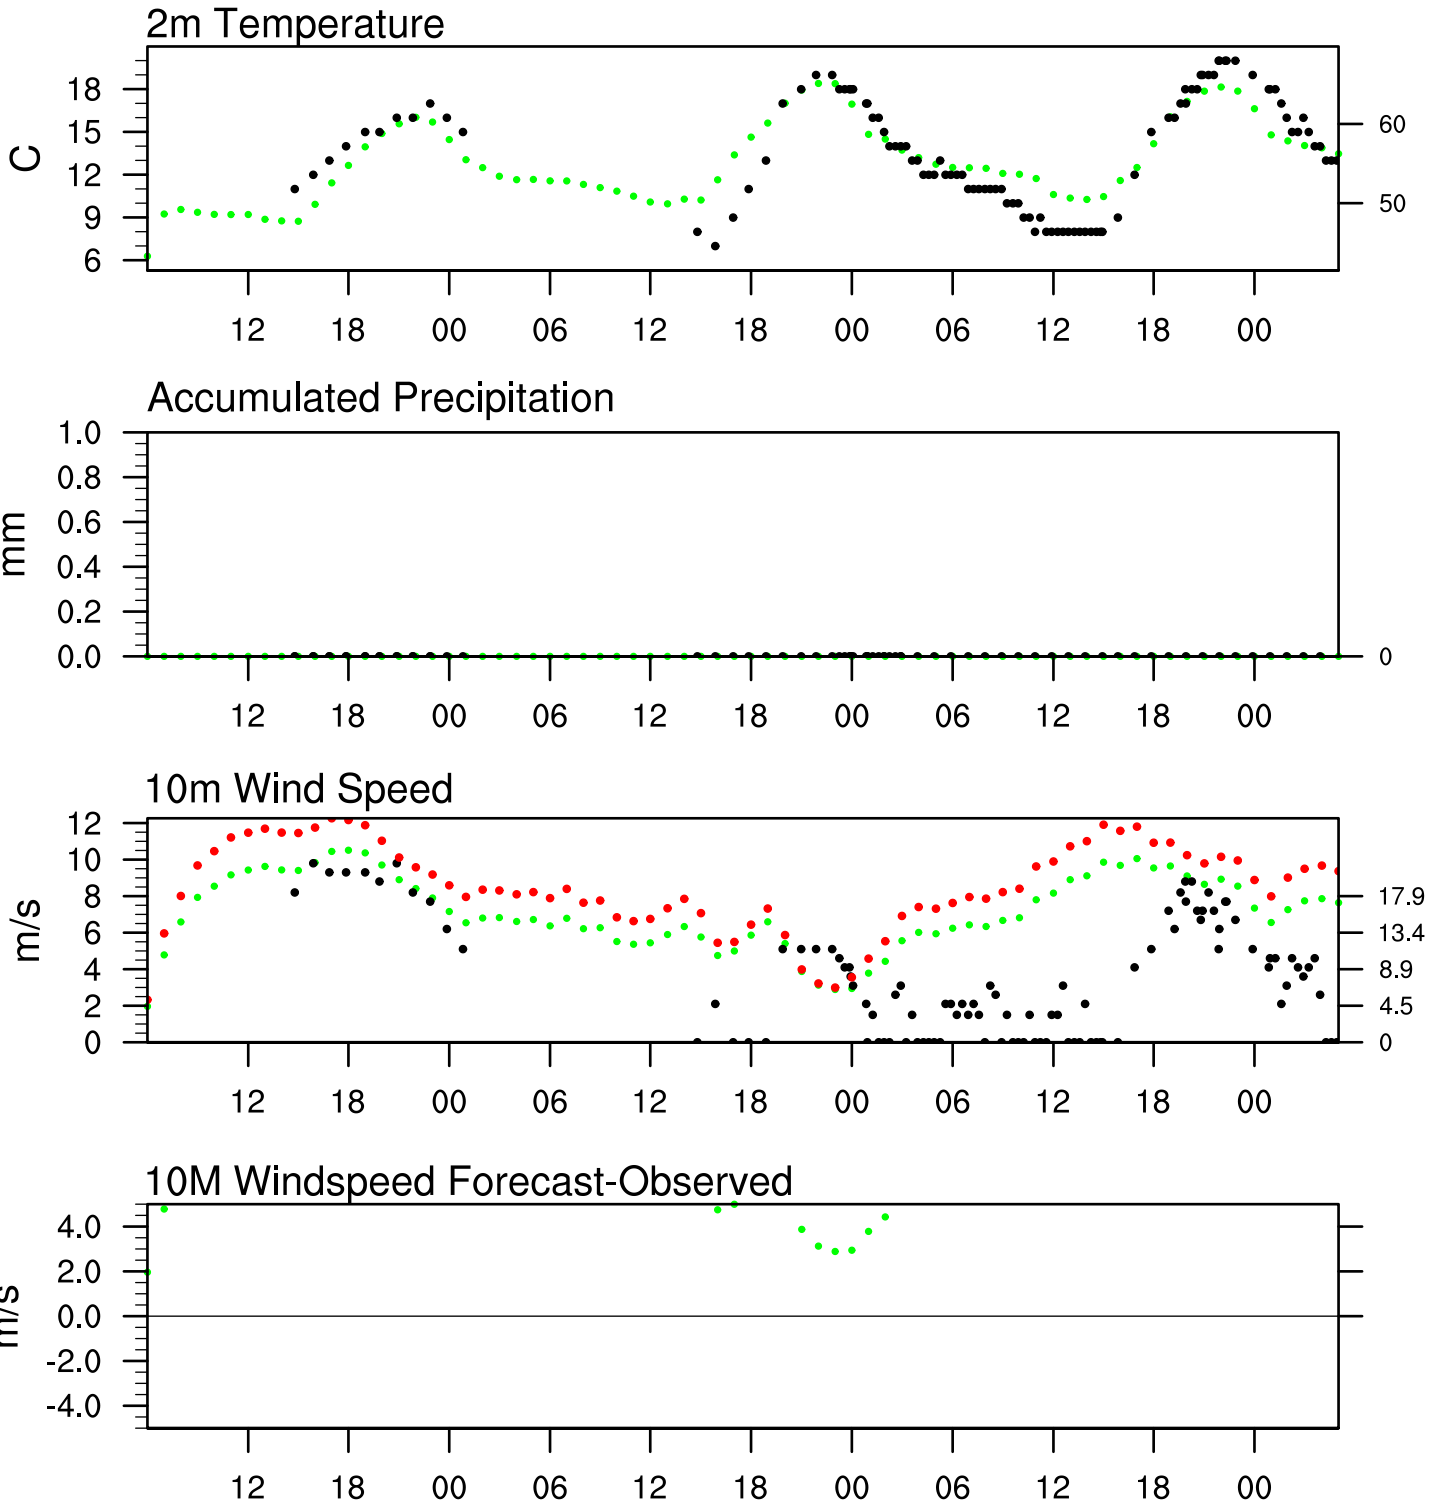 2m Temperature
18
15
12
9
6
C
60
50
12 18 00 06 12 18 00 06 12 18 00
Accumulated Precipitation
1.0
0.8
0.6
0.4
0.2
0.0
mm
0
12 18 00 06 12 18 00 06 12 18 00
10m Wind Speed
12
10
8
6
4
2
0
m/s
17.9
13.4
8.9
4.5
0
12 18 00 06 12 18 00 06 12 18 00
10M Windspeed Forecast-Observed
4.0
2.0
0.0
-2.0
-4.0
m/s
12 18 00 06 12 18 00 06 12 18 00